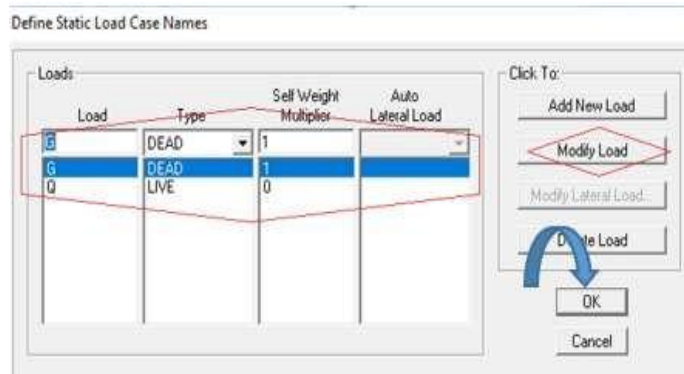 Define Static Load Case Names
Loads
Click To:
Load Type Self Weight Multiplier Auto Lateral Load
G DEAD 1
G DEAD 1
Q LIVE 0
Add New Load
Modify Load
Modify Lateral Load...
Load
OK
Cancel